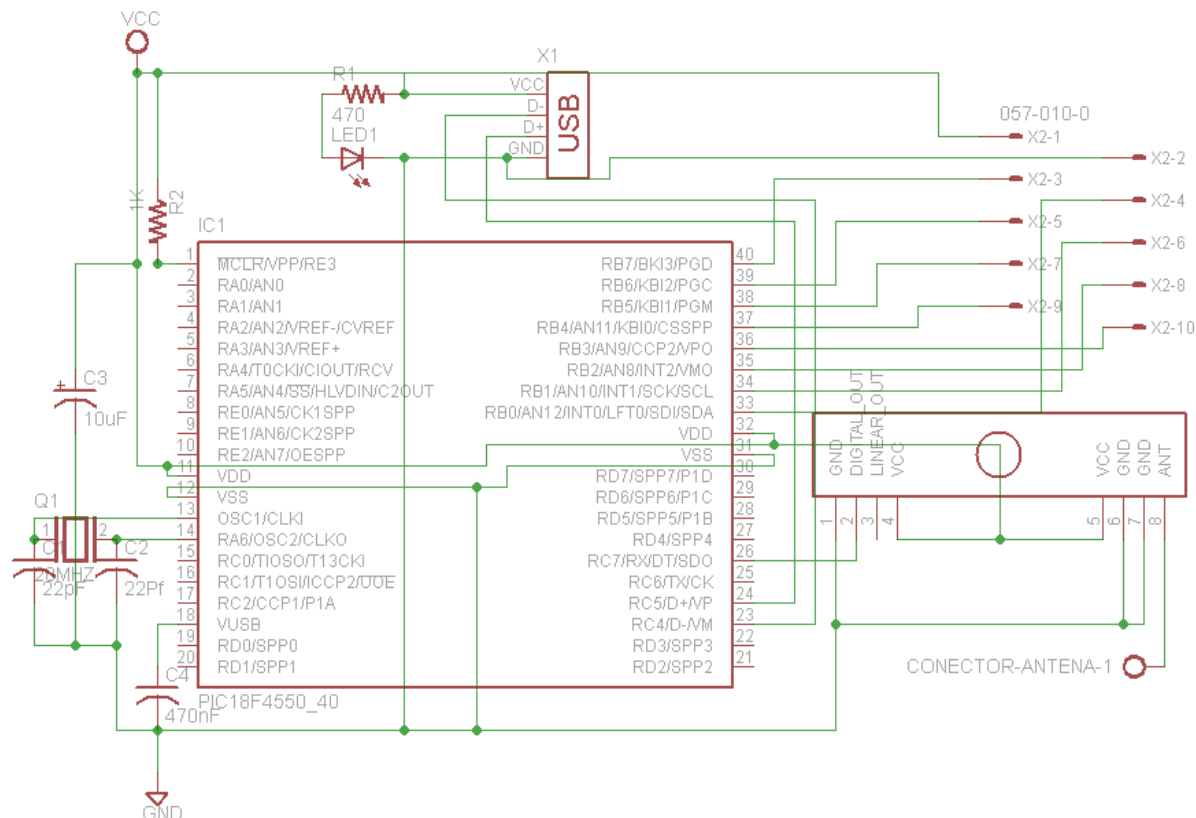 VCC
X1
R1
VCC
D-
D+
GND
USB
470
LED1
057-010-0
X2-1
X2-2
X2-3
X2-4
X2-5
X2-6
X2-7
X2-8
X2-9
X2-10
1K
R2
IC1
1 MCLR/VPP/RE3
2 RA0/AN0
3 RA1/AN1
4 RA2/AN2/VREF-/CVREF
5 RA3/AN3/VREF+
6 RA4/T0CKI/CIOUT/RCV
7 RA5/AN4/SS/HLVDIN/C2OUT
8 RE0/AN5/CK1SPP
9 RE1/AN6/CK2SPP
10 RE2/AN7/OESPP
11 VDD
12 VSS
13 OSC1/CLKI
14 RA6/OSC2/CLKO
15 RC0/TIOSO/T13CKI
16 RC1/T1OSI/ICCP2/UOE
17 RC2/CCP1/P1A
18 VUSB
19 RD0/SPP0
20 RD1/SPP1
RB7/BKI3/PGD 40
RB6/KBI2/PGC 39
RB5/KBI1/PGM 38
RB4/AN11/KBI0/CSSPP 37
RB3/AN9/CCP2/VPO 36
RB2/AN8/INT2/VMO 35
RB1/AN10/INT1/SCK/SCL 34
RB0/AN12/INT0/LFT0/SDI/SDA 33
VDD 32
VSS 31
RD7/SPP7/P1D 30
RD6/SPP6/P1C 29
RD5/SPP5/P1B 28
RD4/SPP4 27
RC7/RX/DT/SDO 26
RC6/TX/CK 25
RC5/D+/VP 24
RC4/D-/VM 23
RD3/SPP3 22
RD2/SPP2 21
PIC18F4550_40
+
C3
10uF
Q1
1
2
C1
C2
22pF
22Pf
C4
470nF
GND
GND
DIGITAL_OUT
LINEAR_OUT
VCC
VCC
GND
GND
ANT
1
2
3
4
5
6
7
8
CONECTOR-ANTENA-1